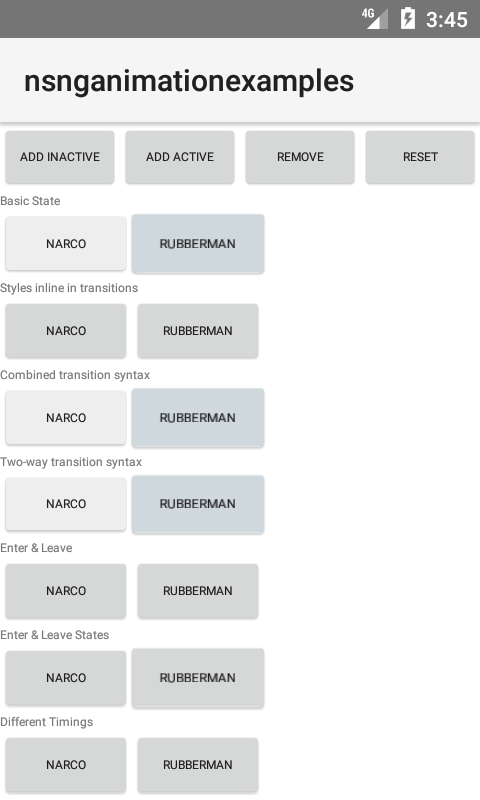 4G 3:45
nsnganimationexamples
ADD INACTIVE ADD ACTIVE REMOVE RESET
Basic State
NARCO RUBBERMAN
Styles inline in transitions
NARCO RUBBERMAN
Combined transition syntax
NARCO RUBBERMAN
Two-way transition syntax
NARCO RUBBERMAN
Enter & Leave
NARCO RUBBERMAN
Enter & Leave States
NARCO RUBBERMAN
Different Timings
NARCO RUBBERMAN